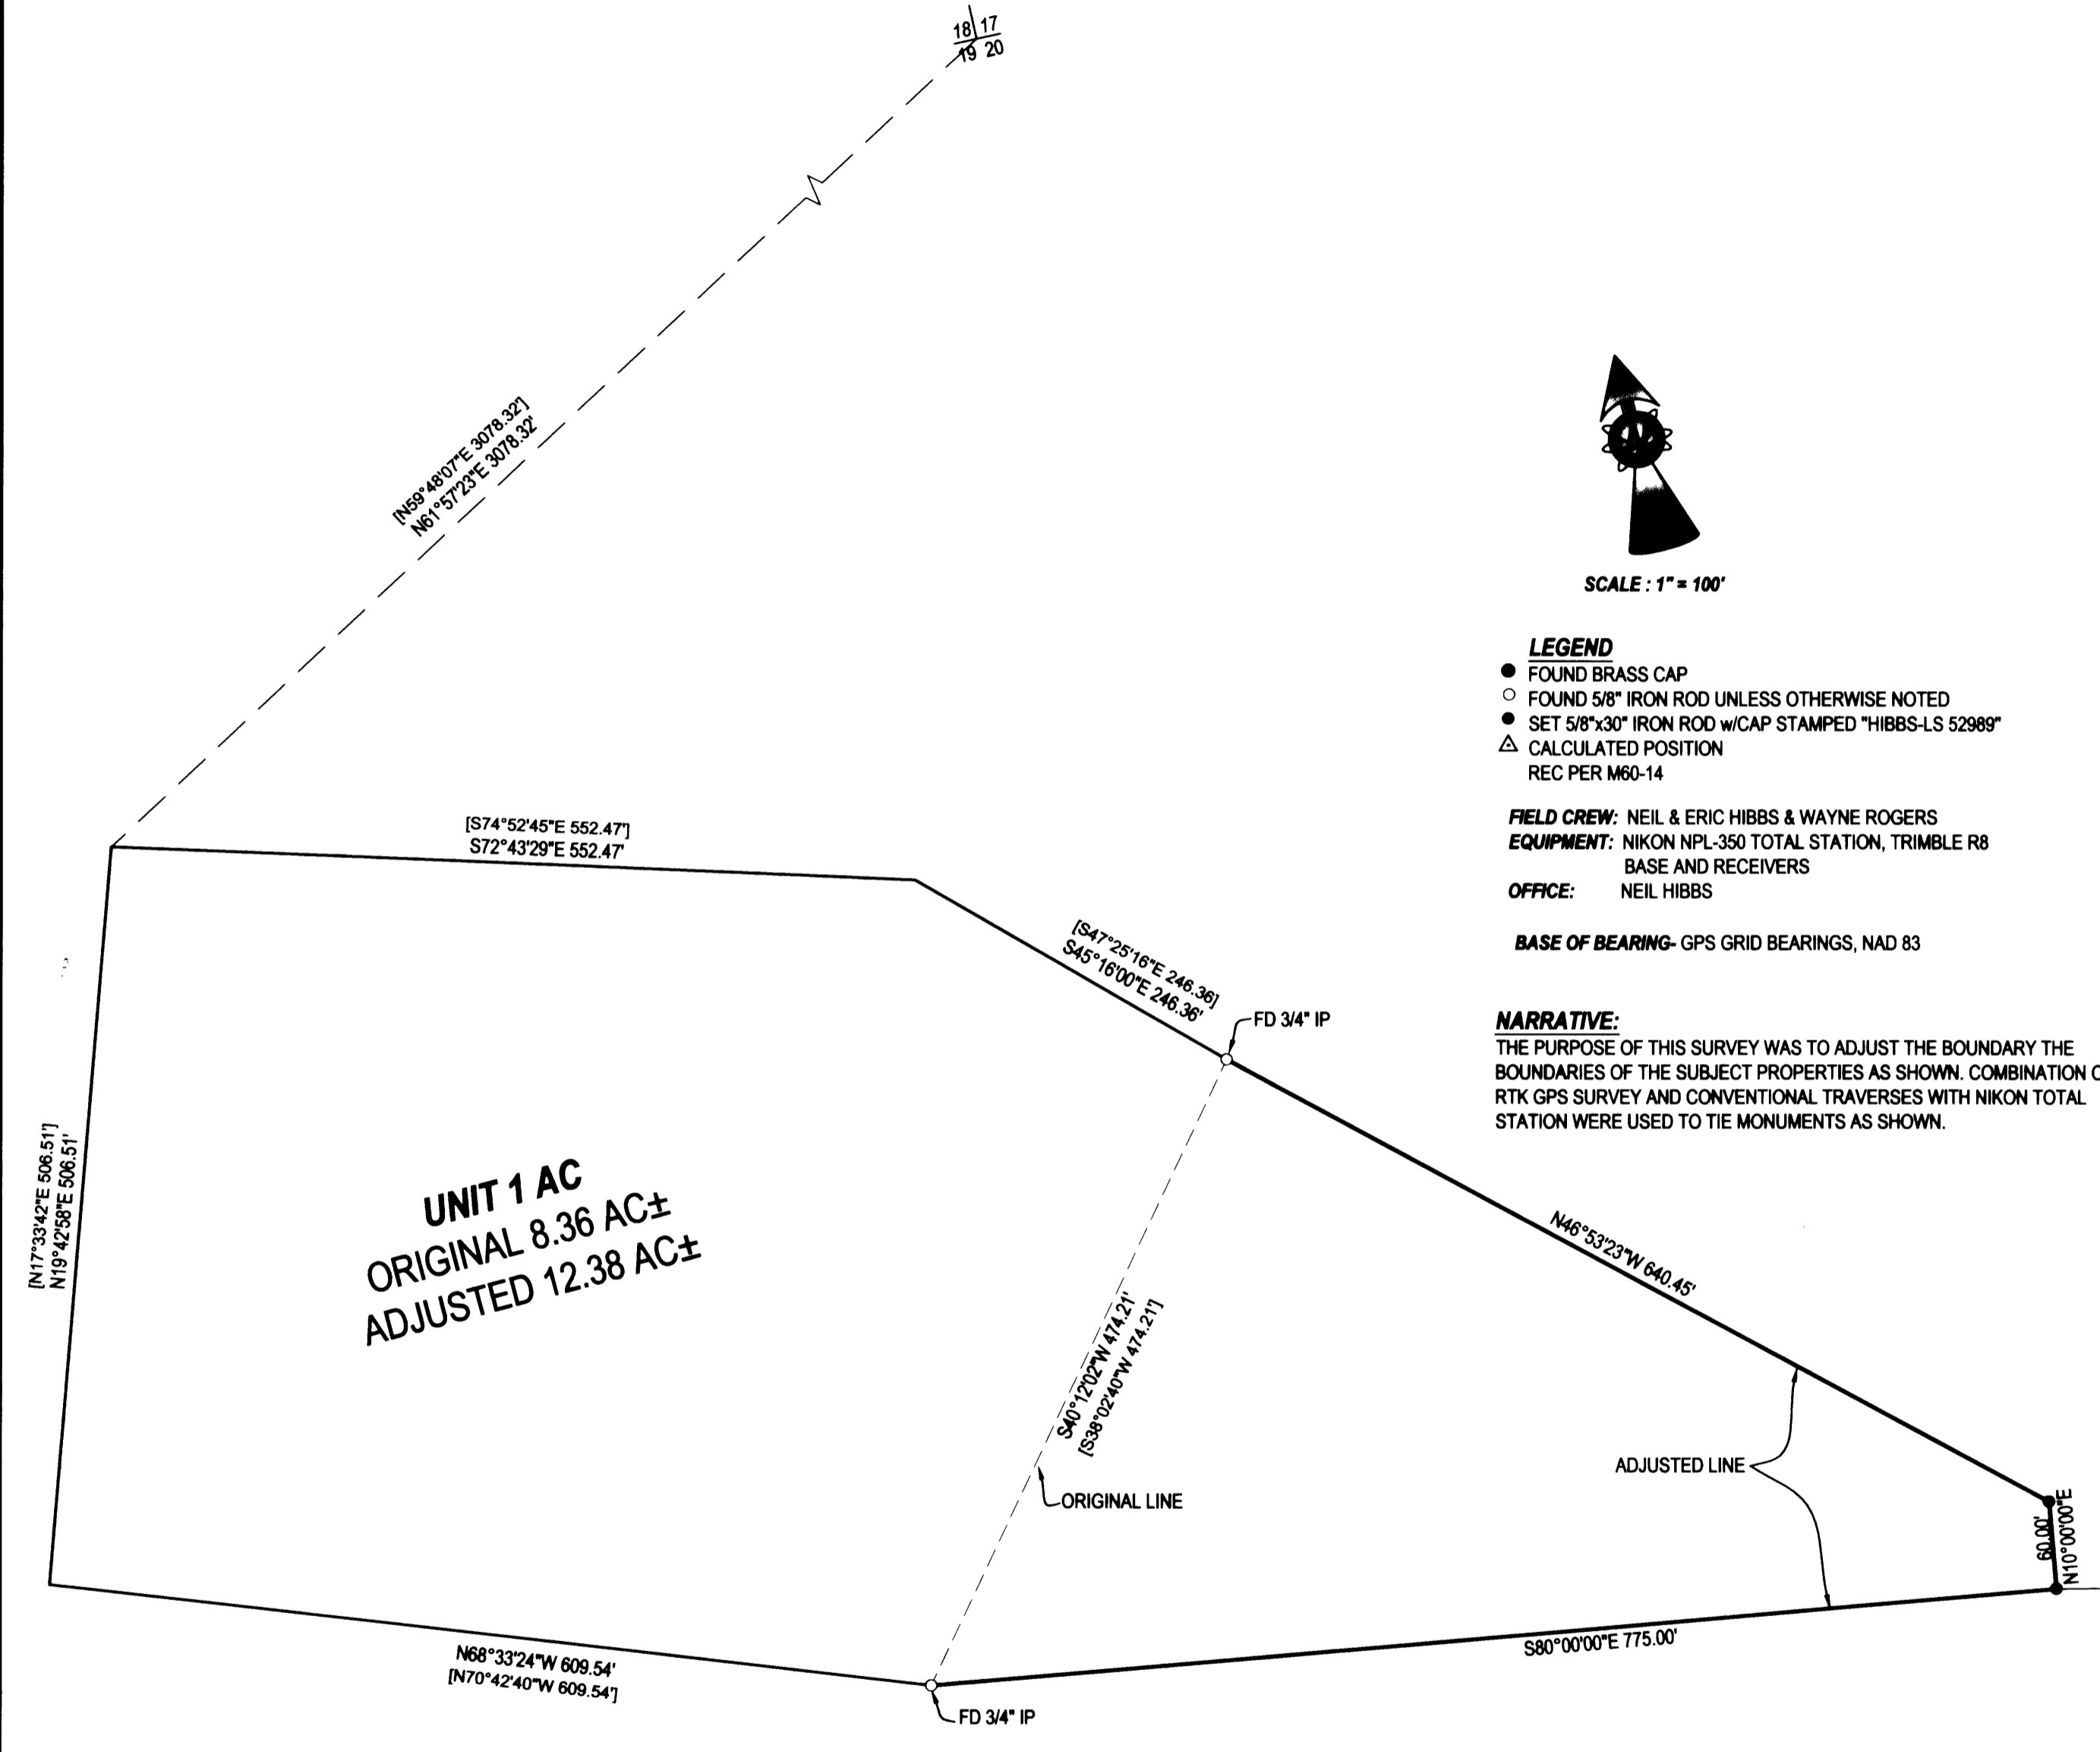 18 17
19 20
[N59°48'07"E 3078.32']
N61°57'23"E 3078.32'
SCALE : 1" = 100'
LEGEND
FOUND BRASS CAP
FOUND 5/8" IRON ROD UNLESS OTHERWISE NOTED
SET 5/8"x30" IRON ROD w/CAP STAMPED "HIBBS-LS 52989"
CALCULATED POSITION
REC PER M60-14
FIELD CREW: NEIL & ERIC HIBBS & WAYNE ROGERS
EQUIPMENT: NIKON NPL-350 TOTAL STATION, TRIMBLE R8
BASE AND RECEIVERS
OFFICE: NEIL HIBBS
BASE OF BEARING- GPS GRID BEARINGS, NAD 83
NARRATIVE:
THE PURPOSE OF THIS SURVEY WAS TO ADJUST THE BOUNDARY THE
BOUNDARIES OF THE SUBJECT PROPERTIES AS SHOWN. COMBINATION
RTK GPS SURVEY AND CONVENTIONAL TRAVERSES WITH NIKON TOTAL
STATION WERE USED TO TIE MONUMENTS AS SHOWN.
[S74°52'45"E 552.47']
S72°43'29"E 552.47'
[S47°25'16"E 246.36]
S45°16'00"E 246.36'
FD 3/4" IP
[N17°33'42"E 506.51']
N19°42'58"E 506.51'
UNIT 1 AC
ORIGINAL 8.36 AC±
ADJUSTED 12.38 AC±
N46°53'23"W 640.45'
S40°12'02"W 474.21'
[S38°02'40"W 474.21']
ORIGINAL LINE
ADJUSTED LINE
60.00'
N10°00'00"E
S80°00'00"E 775.00'
N68°33'24"W 609.54'
[N70°42'40"W 609.54']
FD 3/4" IP